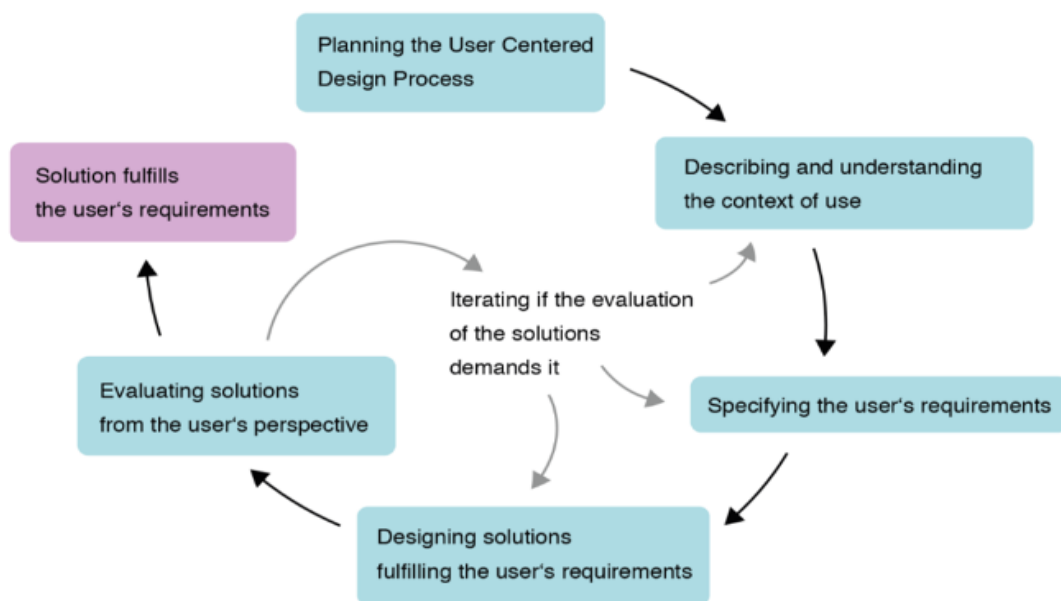 Planning the User Centered
Design Process
Solution fulfills
the user‘s requirements
Describing and understanding
the context of use
Iterating if the evaluation
of the solutions
demands it
Evaluating solutions
from the user‘s perspective
Specifying the user‘s requirements
Designing solutions
fulfilling the user‘s requirements